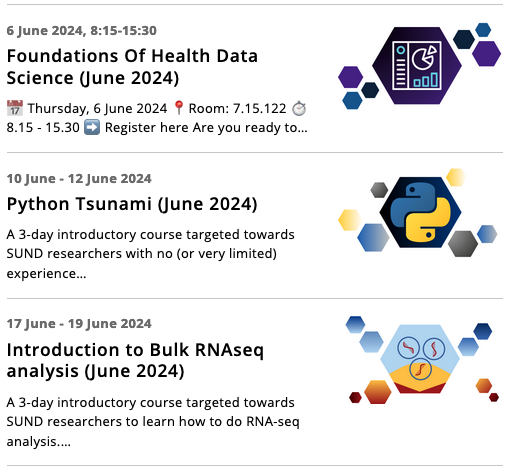 6 June 2024, 8:15-15:30
Foundations Of Health Data
Science (June 2024)
📅 Thursday, 6 June 2024 📍Room: 7.15.122 ⏱
8.15 - 15.30 ➡️ Register here Are you ready to...
10 June - 12 June 2024
Python Tsunami (June 2024)
A 3-day introductory course targeted towards
SUND researchers with no (or very limited)
experience...
17 June - 19 June 2024
Introduction to Bulk RNAseq
analysis (June 2024)
A 3-day introductory course targeted towards
SUND researchers to learn how to do RNA-seq
analysis....